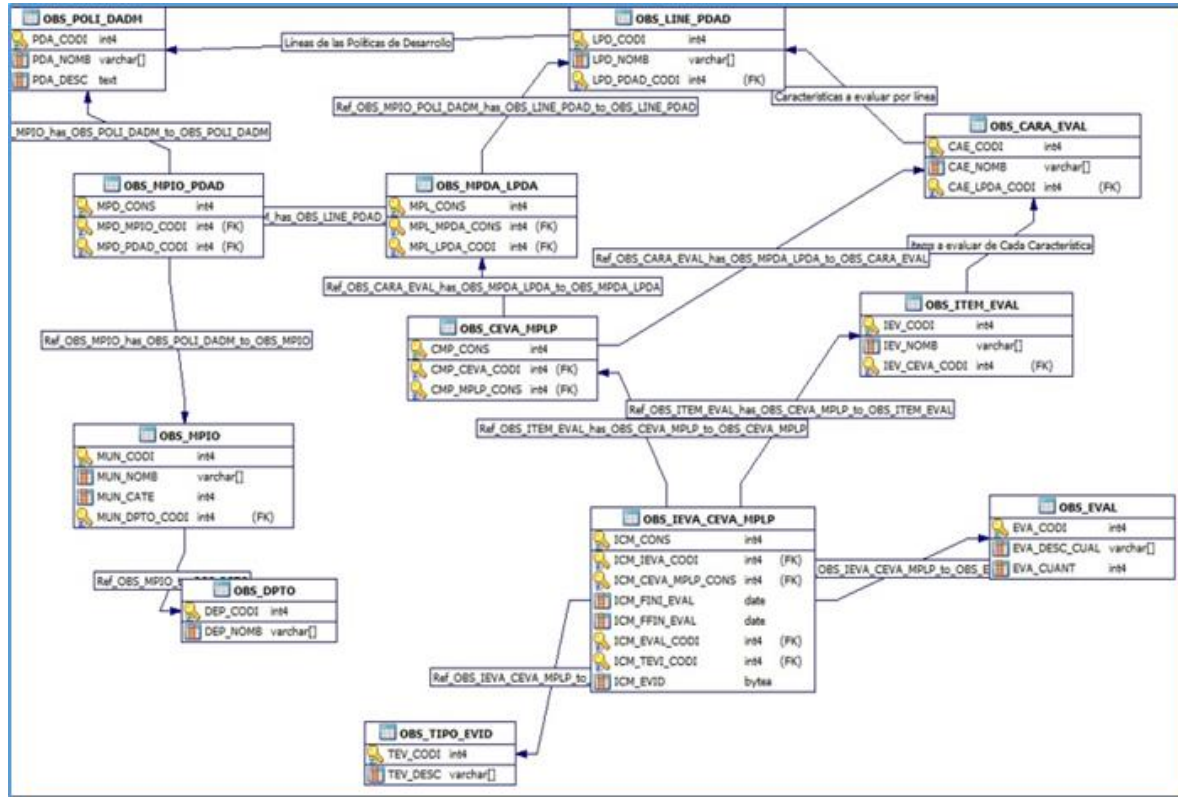 OBS_POLI_DADM
PDA_CODI int4
PDA_NOMB varchar[]
PDA_DESC text
Líneas de las Políticas de Desarrollo
OBS_LINE_PDAD
LPD_CODI int4
LPD_NOMB varchar[]
LPD_PDAD_CODI int4 (FK)
Ref_OBS_MPIO_POLI_DADM_has_OBS_LINE_PDAD_to_OBS_LINE_PDAD
Características a evaluar por línea
_MPIO_has_OBS_POLI_DADM_to_OBS_POLI_DADM
OBS_CARA_EVAL
CAE_CODI int4
CAE_NOMB varchar[]
CAE_LPDA_CODI int4 (FK)
OBS_MPIO_PDAD
MPD_CONS int4
MPD_MPIO_CODI int4 (FK)
MPD_PDAD_CODI int4 (FK)
M_has_OBS_LINE_PDAD
OBS_MPDA_LPDA
MPL_CONS int4
MPL_MPDA_CONS int4 (FK)
MPL_LPDA_CODI int4 (FK)
Items a evaluar de Cada Característica
Ref_OBS_CARA_EVAL_has_OBS_MPDA_LPDA_to_OBS_CARA_EVAL
Ref_OBS_CARA_EVAL_has_OBS_MPDA_LPDA_to_OBS_MPDA_LPDA
OBS_ITEM_EVAL
IEV_CODI int4
IEV_NOMB varchar[]
IEV_CEVA_CODI int4 (FK)
OBS_CEVA_MPLP
CMP_CONS int4
CMP_CEVA_CODI int4 (FK)
CMP_MPLP_CONS int4 (FK)
Ref_OBS_MPIO_has_OBS_POLI_DADM_to_OBS_MPIO
Ref_OBS_ITEM_EVAL_has_OBS_CEVA_MPLP_to_OBS_ITEM_EVAL
Ref_OBS_ITEM_EVAL_has_OBS_CEVA_MPLP_to_OBS_CEVA_MPLP
OBS_MPIO
MUN_CODI int4
MUN_NOMB varchar[]
MUN_CATE int4
MUN_DPTO_CODI int4 (FK)
OBS_IEVA_CEVA_MPLP
ICM_CONS int4
ICM_IEVA_CODI int4 (FK)
ICM_CEVA_MPLP_CONS int4 (FK)
ICM_FINI_EVAL date
ICM_FFIN_EVAL date
ICM_EVAL_CODI int4 (FK)
ICM_TEVI_CODI int4 (FK)
ICM_EVID bytea
OBS_EVAL
EVA_CODI int4
EVA_DESC_CUAL varchar[]
EVA_CUANT int4
OBS_IEVA_CEVA_MPLP_to_OBS_E
Ref_OBS_MPIO_t
OBS_DPTO
DEP_CODI int4
DEP_NOMB varchar[]
Ref_OBS_IEVA_CEVA_MPLP_to_
OBS_TIPO_EVID
TEV_CODI int4
TEV_DESC varchar[]